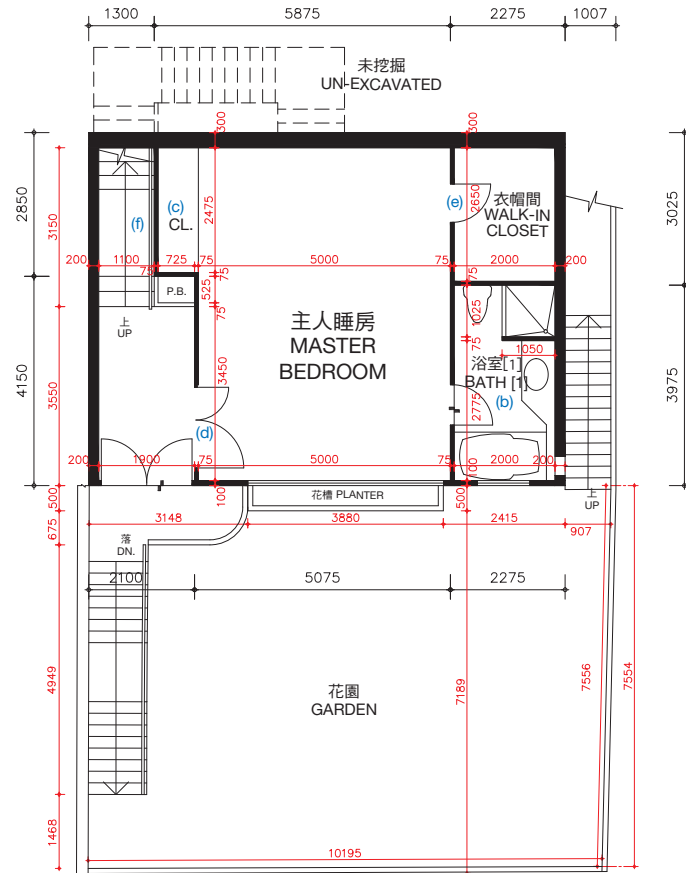 1300
5875
2275
1007
未挖掘
UN-EXCAVATED
300
300
2850
3150
(f)
(c)
CL.
2475
(e)
2650
衣帽間
WALK-IN
CLOSET
3025
200
1100
75
725
75
5000
75
2000
200
75
75
P.B.
525
75
上
UP
主人睡房
MASTER
BEDROOM
1025
75
1050
浴室[1]
BATH [1]
(b)
4150
3550
3450
2775
3975
(d)
200
1900
75
5000
75
2000
200
100
100
500
花槽 PLANTER
500
上
UP
675
3148
3880
2415
907
落
DN.
2100
5075
2275
4949
花園
GARDEN
7189
7556
7554
1468
10195